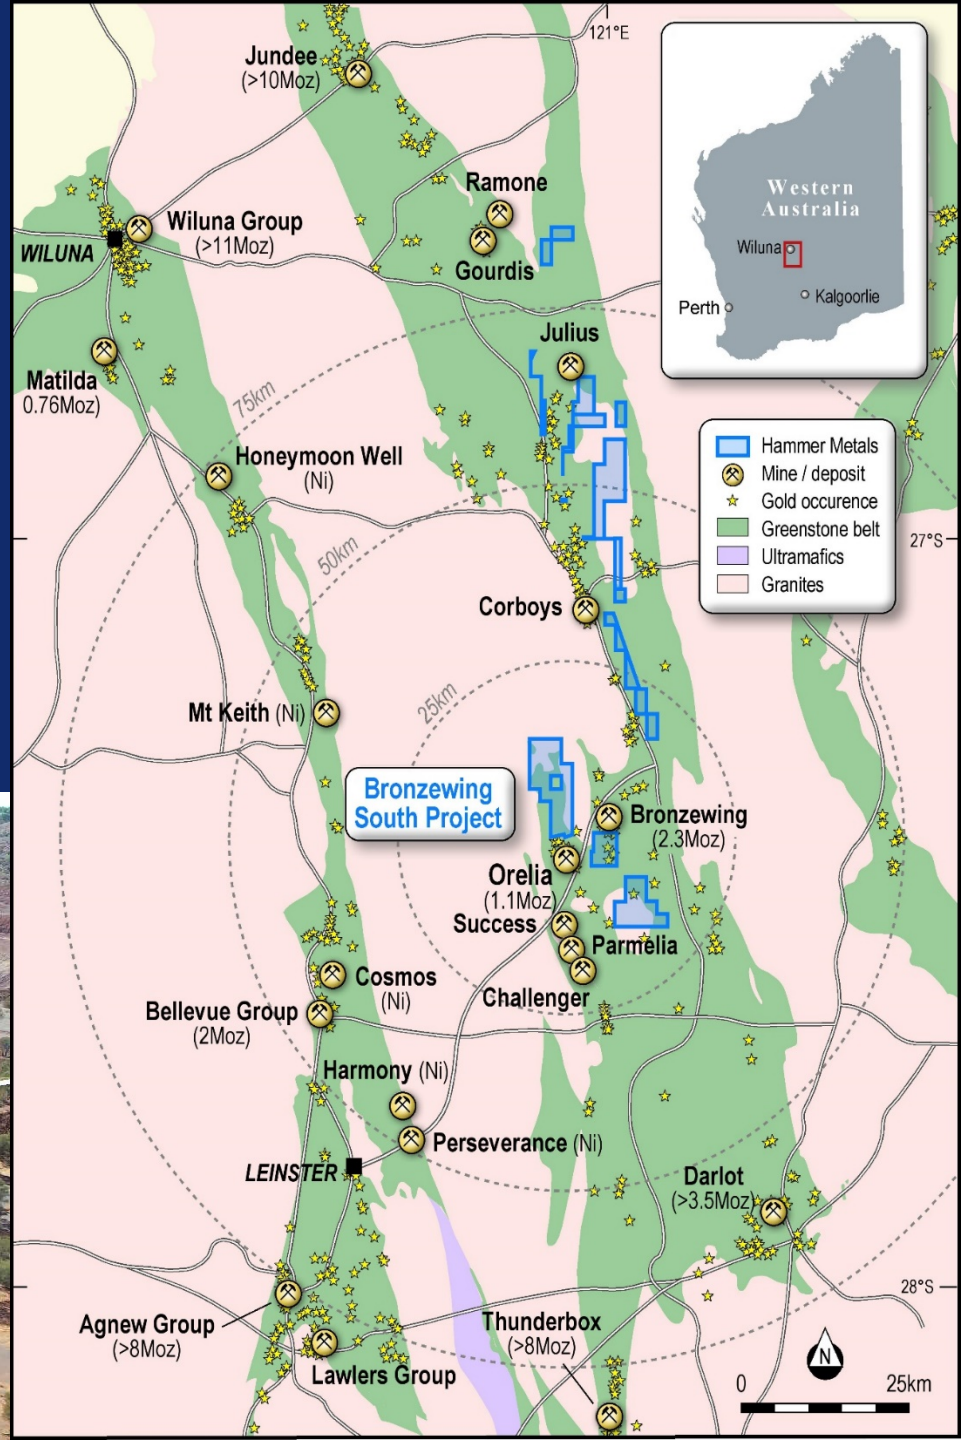 121°E
Jundee
(>10Moz)
Ramone
Wiluna Group
(>11Moz)
WILUNA
Gourdis
Western
Australia
Wiluna
Kalgoorlie
Perth
Julius
Matilda
0.76Moz)
75km
Honeymoon Well
(Ni)
Hammer Metals
Mine / deposit
Gold occurence
Greenstone belt
Ultramafics
Granites
27°S
50km
Corboys
Mt Keith (Ni)
25km
Bronzewing
South Project
Bronzewing
(2.3Moz)
Orelia
(1.1Moz)
Success
Parmelia
Challenger
Cosmos
(Ni)
Bellevue Group
(2Moz)
Harmony (Ni)
Perseverance (Ni)
LEINSTER
Darlot
(>3.5Moz)
28°S
Agnew Group
(>8Moz)
Thunderbox
(>8Moz)
Lawlers Group
N
0 25km